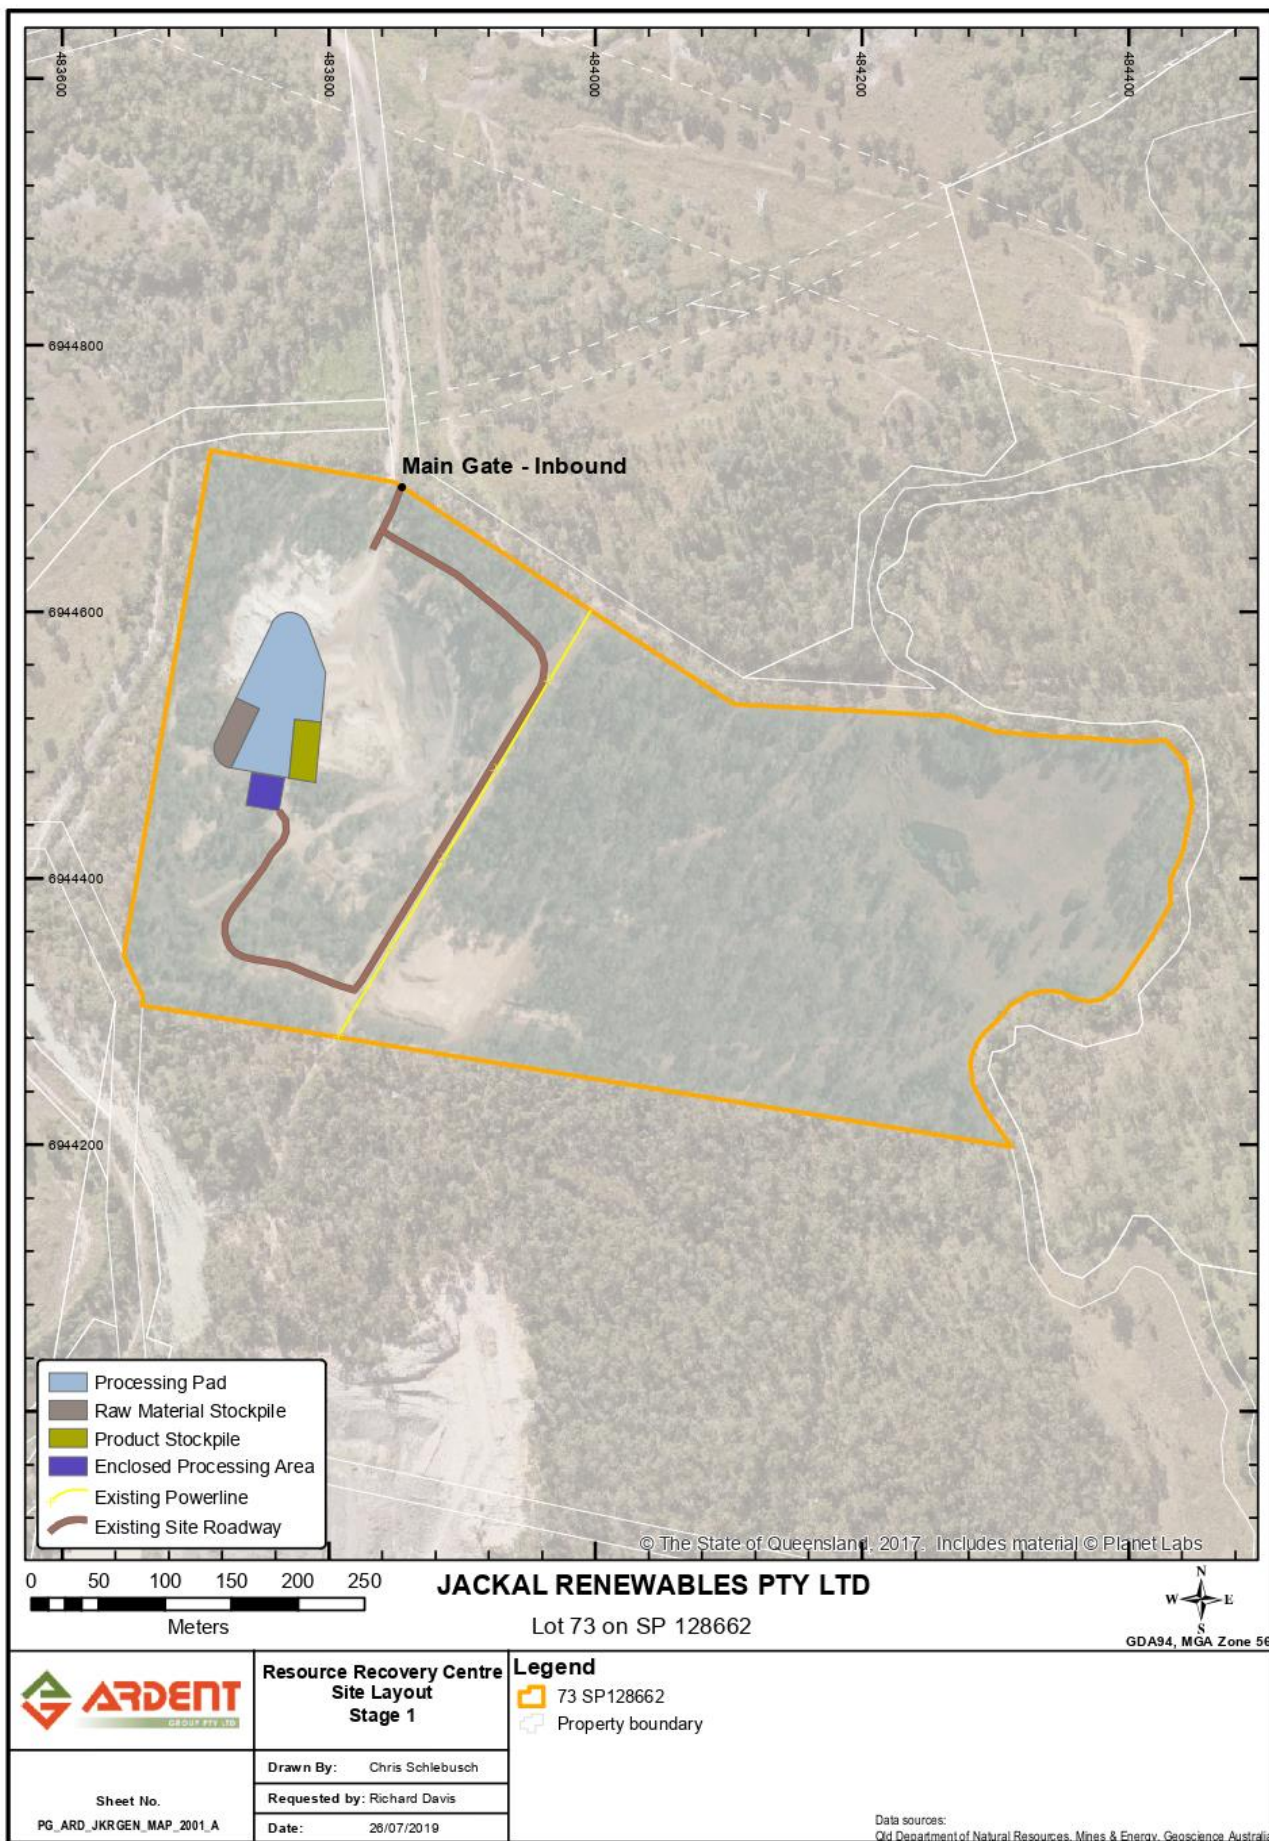 483600
483800
484000
484200
484400
6944800
Main Gate - Inbound
6944600
6944400
6944200
Processing Pad
Raw Material Stockpile
Product Stockpile
Enclosed Processing Area
Existing Powerline
Existing Site Roadway
© The State of Queensland, 2017. Includes material © Planet Labs
0 50 100 150 200 250
Meters
JACKAL RENEWABLES PTY LTD
Lot 73 on SP 128662
N
W E
S
GDA94, MGA Zone 56
ARDENT
GROUP PTY LTD
Resource Recovery Centre
Site Layout
Stage 1
Legend
73 SP128662
Property boundary
Drawn By: Chris Schlebusch
Requested by: Richard Davis
Date: 26/07/2019
Sheet No.
PG_ARD_JKRGEN_MAP_2001_A
Data sources:
Qld Department of Natural Resources, Mines & Energy, Geoscience Australia